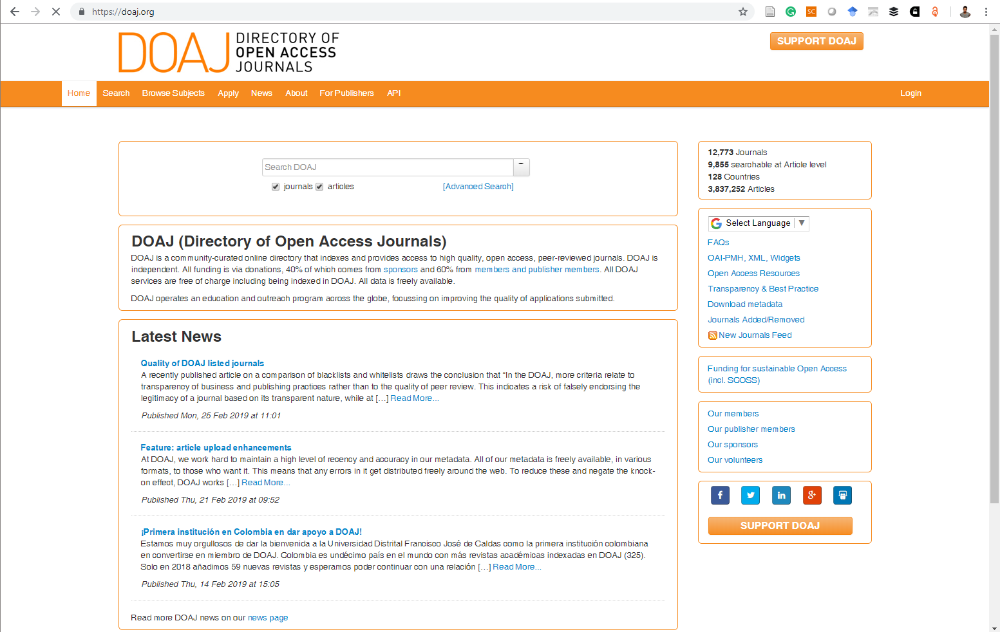 https://doaj.org
SC
DOAJ
DIRECTORY OF
OPEN ACCESS
JOURNALS
SUPPORT DOAJ
Home Search Browse Subjects Apply News About For Publishers API Login
Search DOAJ
journals articles [Advanced Search]
DOAJ (Directory of Open Access Journals)
DOAJ is a community-curated online directory that indexes and provides access to high quality, open access, peer-reviewed journals. DOAJ is
independent. All funding is via donations, 40% of which comes from sponsors and 60% from members and publisher members. All DOAJ
services are free of charge including being indexed in DOAJ. All data is freely available.
DOAJ operates an education and outreach program across the globe, focussing on improving the quality of applications submitted.
Latest News
Quality of DOAJ listed journals
A recently published article on a comparison of blacklists and whitelists draws the conclusion that “In the DOAJ, more criteria relate to
transparency of business and publishing practices rather than to the quality of peer review. This indicates a risk of falsely endorsing the
legitimacy of a journal based on its transparent nature, while at […] Read More...
Published Mon, 25 Feb 2019 at 11:01
Feature: article upload enhancements
At DOAJ, we work hard to maintain a high level of recency and accuracy in our metadata. All of our metadata is freely available, in various
formats, to those who want it. This means that any errors in it get distributed freely around the web. To reduce these and negate the knock-
on effect, DOAJ works […] Read More...
Published Thu, 21 Feb 2019 at 09:52
¡Primera institución en Colombia en dar apoyo a DOAJ!
Estamos muy orgullosos de dar la bienvenida a la Universidad Distrital Francisco José de Caldas como la primera institución colombiana
en convertirse en miembro de DOAJ. Colombia es undécimo país en el mundo con más revistas académicas indexadas en DOAJ (325).
Solo en 2018 añadimos 59 nuevas revistas y esperamos poder continuar con una relación […] Read More...
Published Thu, 14 Feb 2019 at 15:05
Read more DOAJ news on our news page
12,773 Journals
9,855 searchable at Article level
128 Countries
3,837,252 Articles
Select Language
FAQs
OAI-PMH, XML, Widgets
Open Access Resources
Transparency & Best Practice
Download metadata
Journals Added/Removed
New Journals Feed
Funding for sustainable Open Access
(incl. SCOSS)
Our members
Our publisher members
Our sponsors
Our volunteers
SUPPORT DOAJ